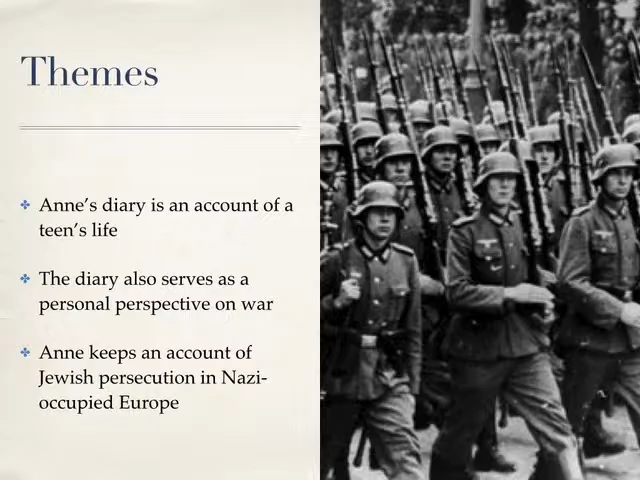 Themes
Anne’s diary is an account of a
teen’s life
The diary also serves as a
personal perspective on war
Anne keeps an account of
Jewish persecution in Nazi-
occupied Europe